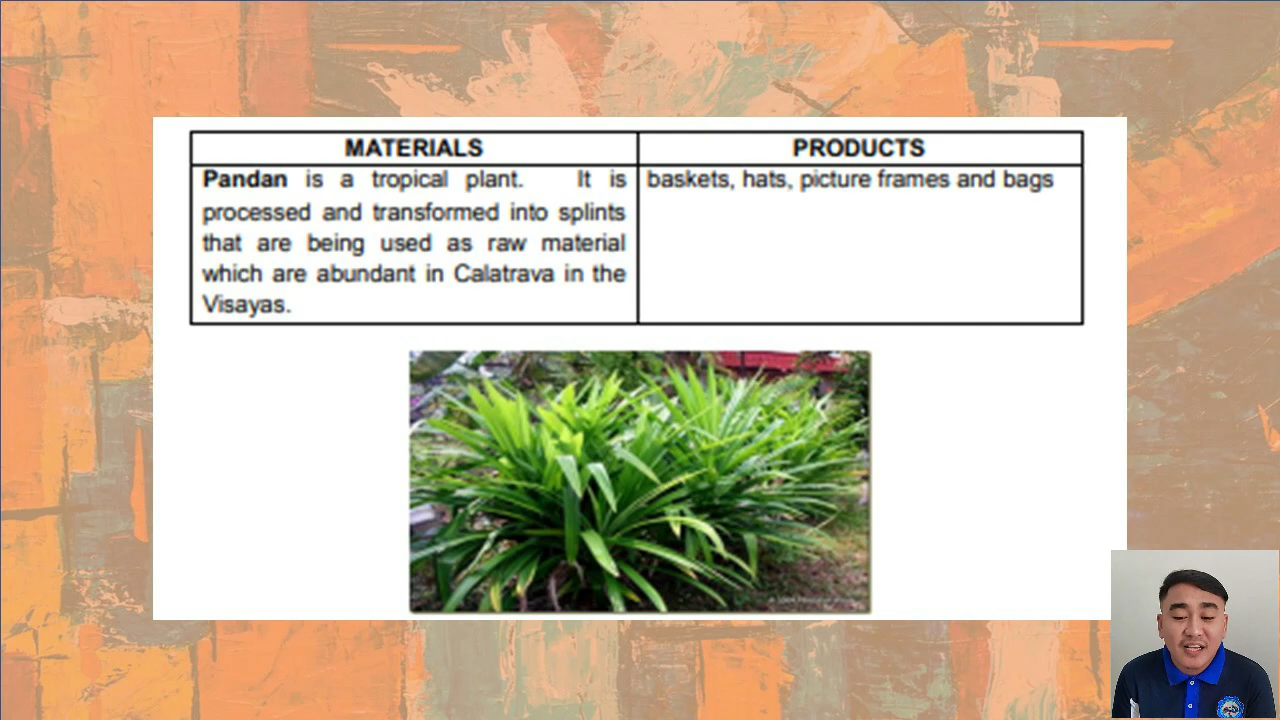 MATERIALS
PRODUCTS
Pandan is a tropical plant. It is
processed and transformed into splints
that are being used as raw material
which are abundant in Calatrava in the
Visayas.
baskets, hats, picture frames and bags